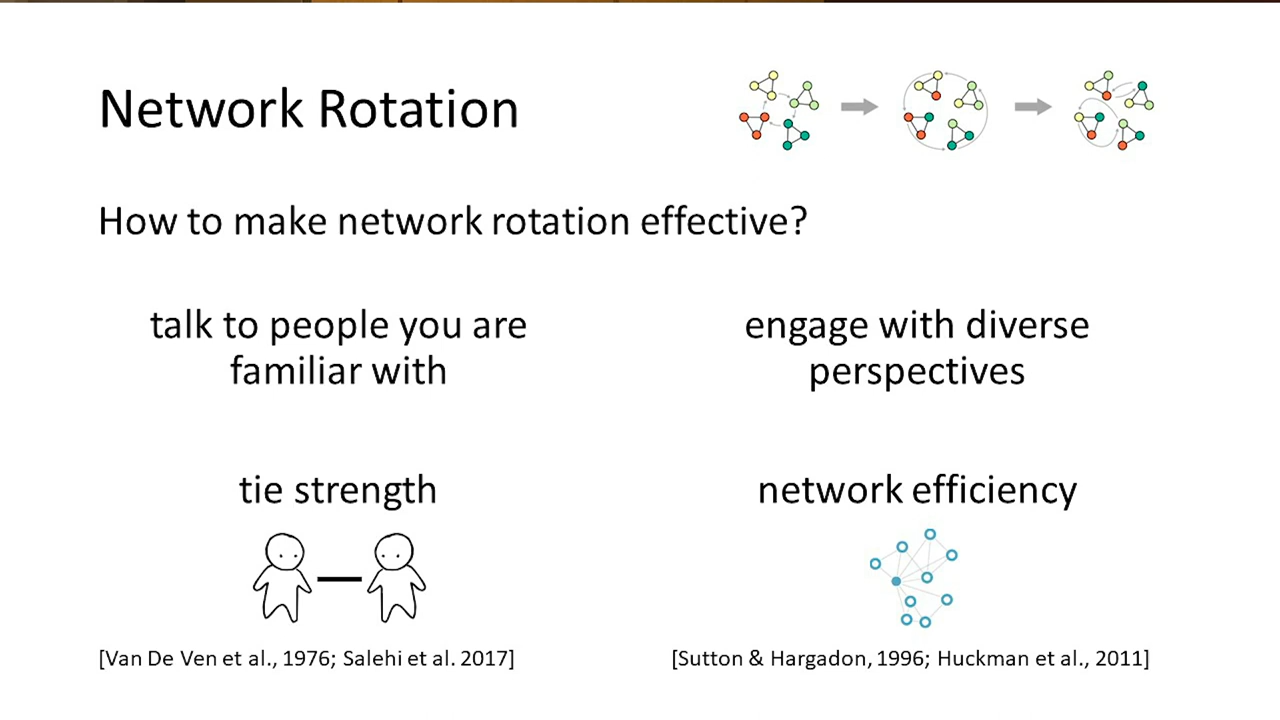 Network Rotation
How to make network rotation effective?
talk to people you are
familiar with
engage with diverse
perspectives
tie strength
network efficiency
[Van De Ven et al., 1976; Salehi et al. 2017]
[Sutton & Hargadon, 1996; Huckman et al., 2011]